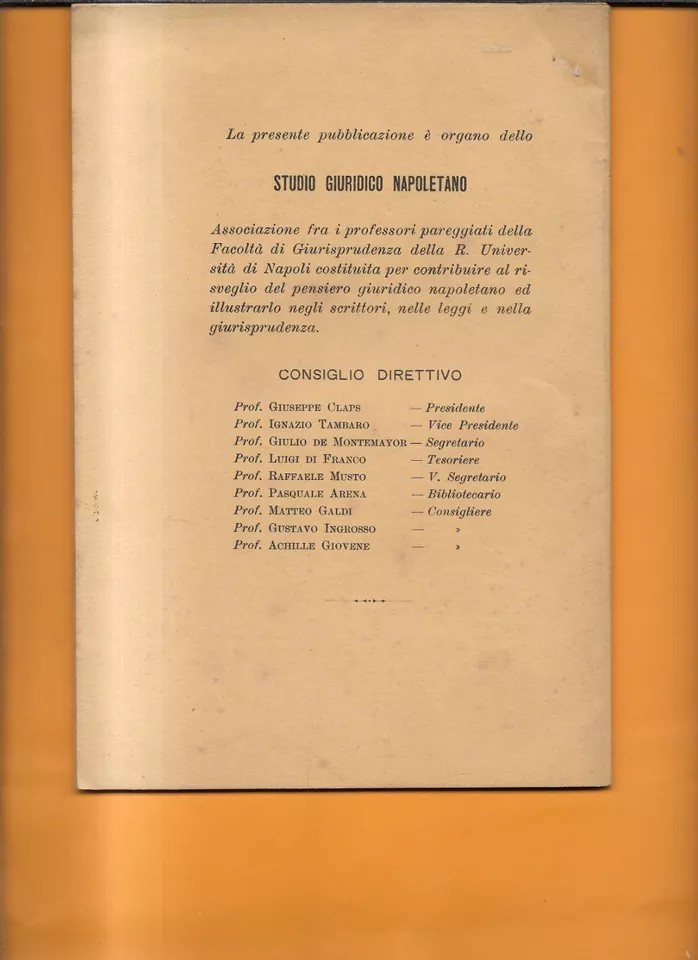 La presente pubblicazione è organo dello
STUDIO GIURIDICO NAPOLETANO
Associazione fra i professori pareggiati della
Facoltà di Giurisprudenza della R. Univer-
sità di Napoli costituita per contribuire al ri-
sveglio del pensiero giuridico napoletano ed
illustrarlo negli scrittori, nelle leggi e nella
giurisprudenza.
CONSIGLIO DIRETTIVO
Prof. GIUSEPPE CLAPS — Presidente
Prof. IGNAZIO TAMBARO — Vice Presidente
Prof. GIULIO DE MONTEMAYOR — Segretario
Prof. LUIGI DI FRANCO — Tesoriere
Prof. RAFFAELE MUSTO — V. Segretario
Prof. PASQUALE ARENA — Bibliotecario
Prof. MATTEO GALDI — Consigliere
Prof. GUSTAVO INGROSSO — »
Prof. ACHILLE GIOVENE — »